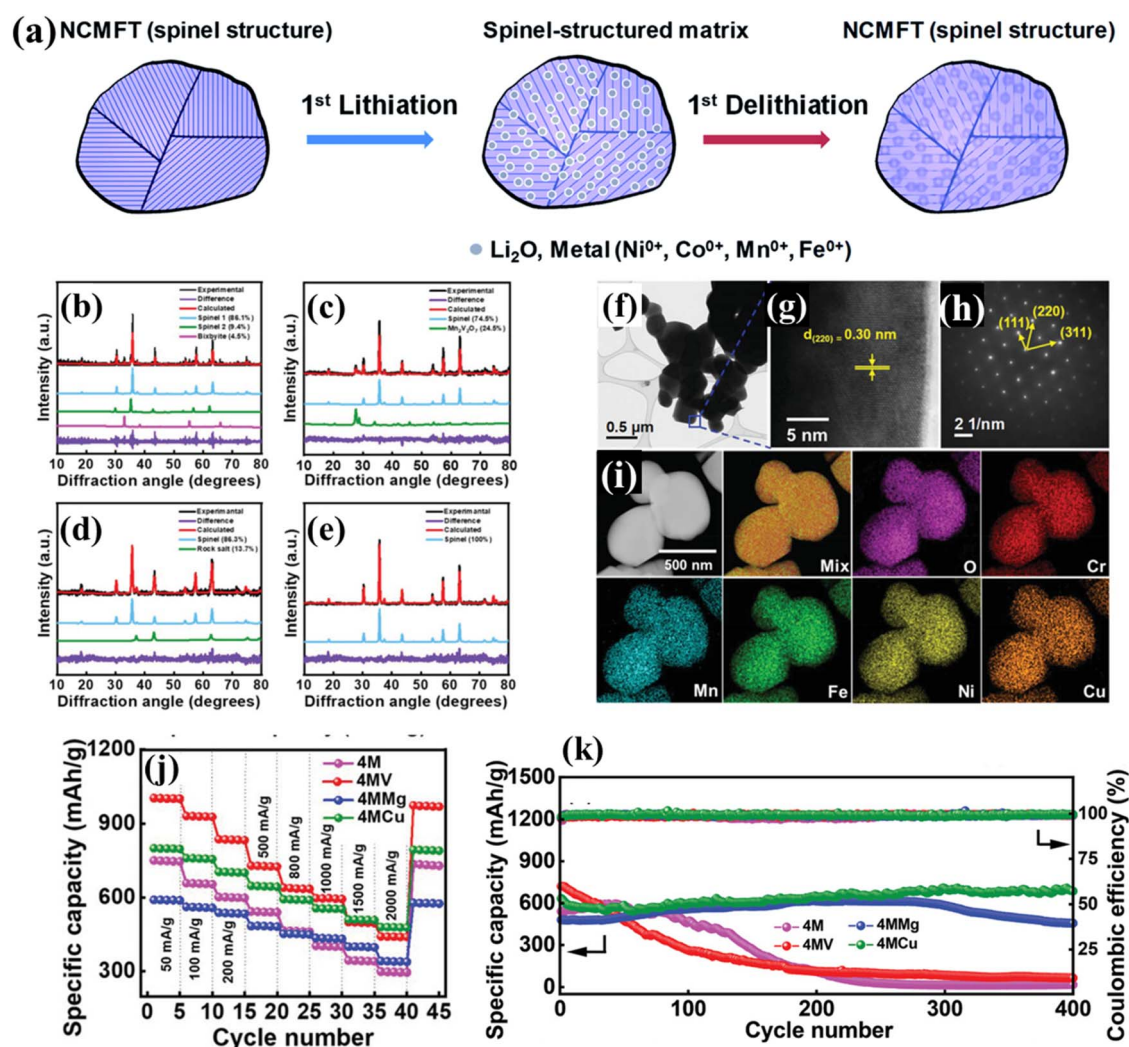 (a)
NCMFT (spinel structure)
Spinel-structured matrix
NCMFT (spinel structure)
1st Lithiation
1st Delithiation
Li2O, Metal (Ni0+, Co0+, Mn0+, Fe0+)
(b)
Experimental
Difference
Calculated
Spinel 1 (86.1%)
Spinel 2 (9.4%)
Bixbyite (4.5%)
Intensity (a.u.)
10 20 30 40 50 60 70 80
Diffraction angle (degrees)
(c)
Experimental
Difference
Calculated
Spinel (74.5%)
Mn2V2O7 (24.5%)
Intensity (a.u.)
10 20 30 40 50 60 70 80
Diffraction angle (degrees)
(d)
Experimantal
Difference
Calculated
Spinel (86.3%)
Rock salt (13.7%)
Intensity (a.u.)
10 20 30 40 50 60 70 80
Diffraction angle (degrees)
(e)
Experimantal
Difference
Calculated
Spinel (100%)
Intensity (a.u.)
10 20 30 40 50 60 70 80
Diffraction angle (degrees)
(f)
0.5 µm
(g)
d(220) = 0.30 nm
5 nm
(h)
(111)
(220)
(311)
2 1/nm
(i)
500 nm
Mix
O
Cr
Mn
Fe
Ni
Cu
(j)
4M
4MV
4MMg
4MCu
50 mA/g
100 mA/g
200 mA/g
500 mA/g
800 mA/g
1000 mA/g
1500 mA/g
2000 mA/g
Specific capacity (mAh/g)
1200
900
600
300
0 5 10 15 20 25 30 35 40 45
Cycle number
(k)
Specific capacity (mAh/g)
1500
1200
900
600
300
0
4M
4MMg
4MV
4MCu
100
75
50
25
Coulombic efficiency (%)
0 100 200 300 400
Cycle number